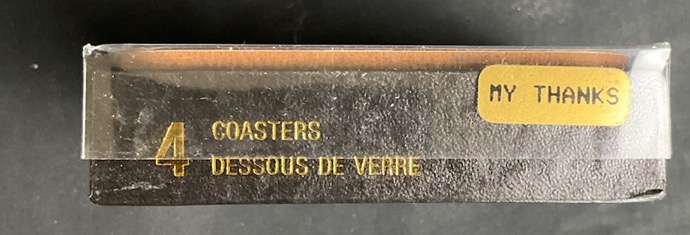 MY THANKS
4 COASTERS
DESSOUS DE VERRE